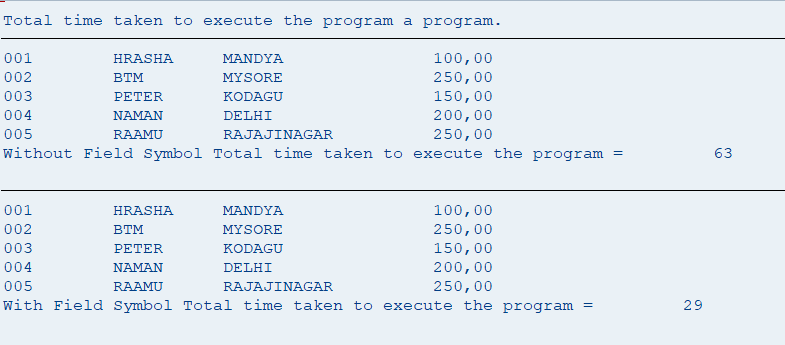 Total time taken to execute the program a program.
001 HRASHA MANDYA 100,00
002 BTM MYSORE 250,00
003 PETER KODAGU 150,00
004 NAMAN DELHI 200,00
005 RAAMU RAJAJINAGAR 250,00
Without Field Symbol Total time taken to execute the program = 63
001 HRASHA MANDYA 100,00
002 BTM MYSORE 250,00
003 PETER KODAGU 150,00
004 NAMAN DELHI 200,00
005 RAAMU RAJAJINAGAR 250,00
With Field Symbol Total time taken to execute the program = 29